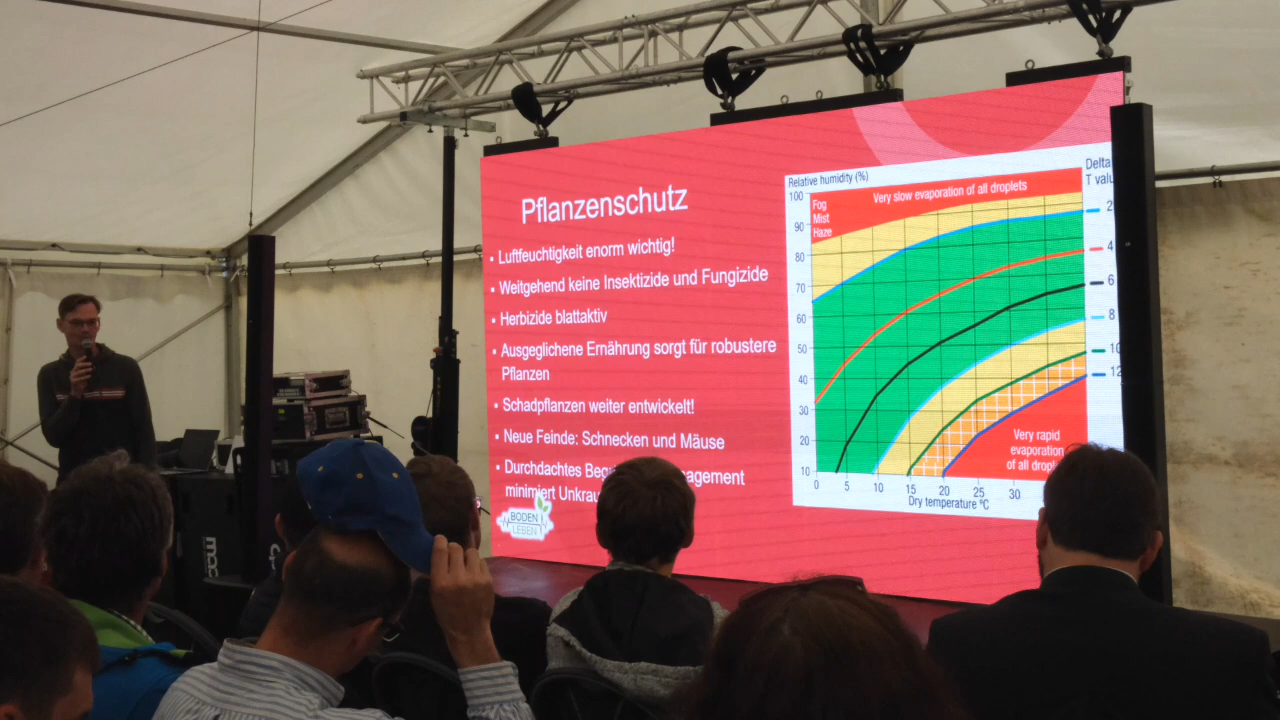 Pflanzenschutz
▪ Luftfeuchtigkeit enorm wichtig!
▪ Weitgehend keine Insektizide und Fungizide
▪ Herbizide blattaktiv
▪ Ausgeglichene Ernährung sorgt für robustere
Pflanzen
▪ Schadpflanzen weiter entwickelt!
▪ Neue Feinde: Schnecken und Mäuse
▪ Durchdachtes
minimiert
BODEN
LEBEN
Relative humidity (%)
Delta
T
100
90
80
70
60
50
40
30
20
10
Fog
Mist
Haze
Very slow evaporation of all droplets
2
4
6
8
10
12
Very rapid
evaporation
of all
0 5 10 15 20 25 30
Dry temperature ºC